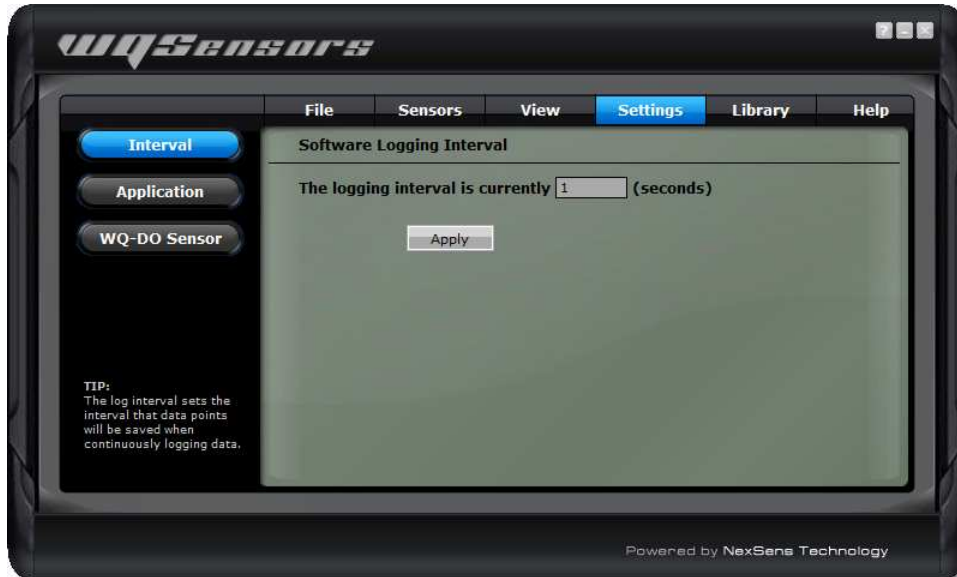 WQSensors
? – X
File Sensors View Settings Library Help
Interval
Application
WQ-DO Sensor
TIP:
The log interval sets the
interval that data points
will be saved when
continuously logging data.
Software Logging Interval
The logging interval is currently 1 (seconds)
Apply
Powered by NexSens Technology